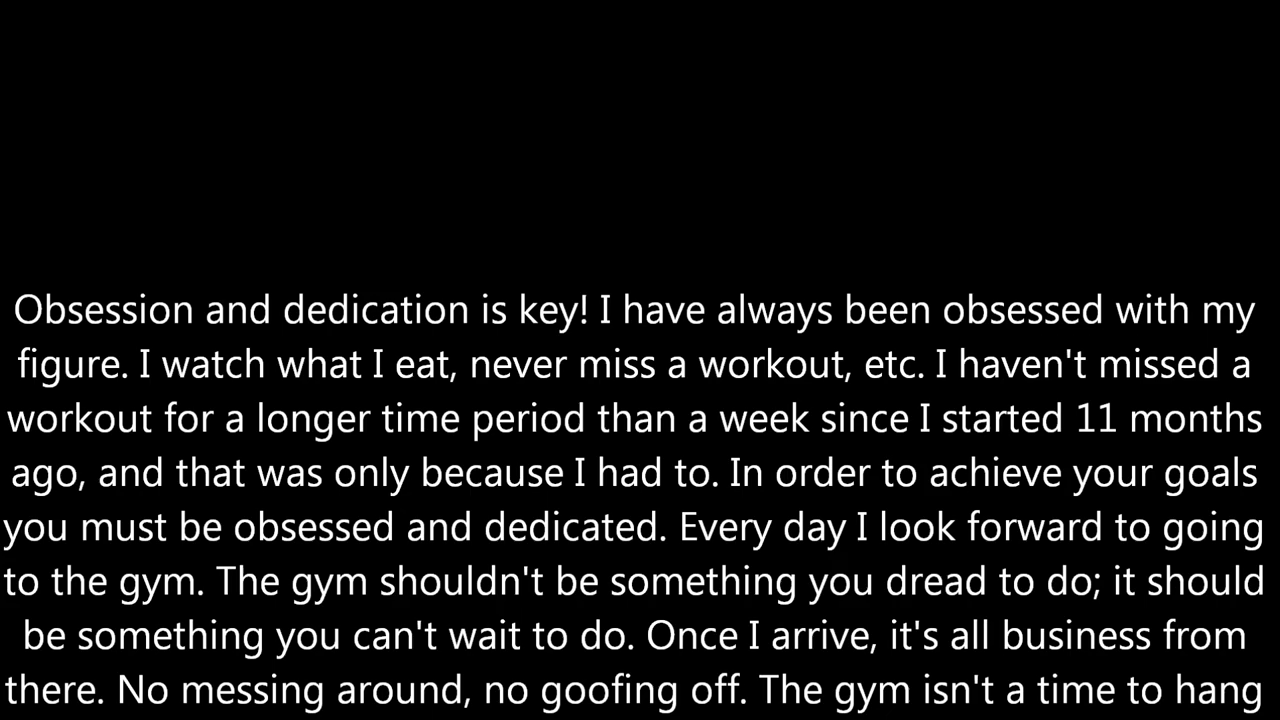 Obsession and dedication is key! I have always been obsessed with my
figure. I watch what I eat, never miss a workout, etc. I haven't missed a
workout for a longer time period than a week since I started 11 months
ago, and that was only because I had to. In order to achieve your goals
you must be obsessed and dedicated. Every day I look forward to going
to the gym. The gym shouldn't be something you dread to do; it should
be something you can't wait to do. Once I arrive, it's all business from
there. No messing around, no goofing off. The gym isn't a time to hang